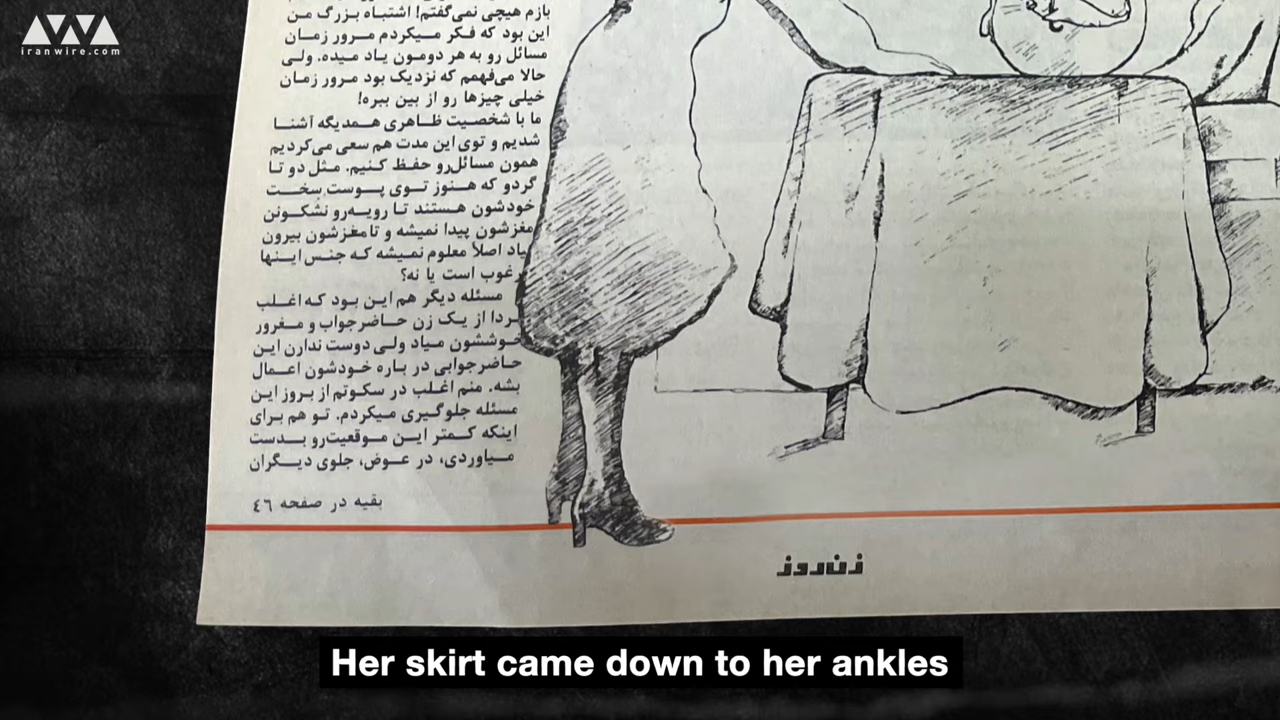 iranwire.com
بازم هیچی نمی‌گفتم! اشتباه بزرگ من
این بود که فکر میکردم مرور زمان
مسائل رو به هر دومون یاد میده. ولی
حالا می‌فهمم که نزدیک بود مرور زمان
خیلی چیزها رو از بین ببره!
ما با شخصیت ظاهری همدیگه آشنا
شدیم و توی این مدت هم سعی می‌کردیم
همون مسائل‌رو حفظ کنیم. مثل دو تا
گردو که هنوز توی پوست سخت
خودشون هستند تا رویه‌رو نشکونن
مغزشون پیدا نمیشه و تا مغزشون بیرون
یاد اصلاً معلوم نمیشه که جنس اینها
رغوب است یا نه؟
مسئله دیگر هم این بود که اغلب
ردا از یک زن حاضرجواب و مغرور
خوششون میاد ولی دوست ندارن این
حاضرجوابی در باره خودشون اعمال
بشه. منم اغلب در سکوتم از بروز این
مسئله جلوگیری میکردم. تو هم برای
اینکه کمتر این موقعیت‌رو بدست
میاوردی، در عوض، جلوی دیگران
بقیه در صفحه ٤٦
زن‌روز
Her skirt came down to her ankles